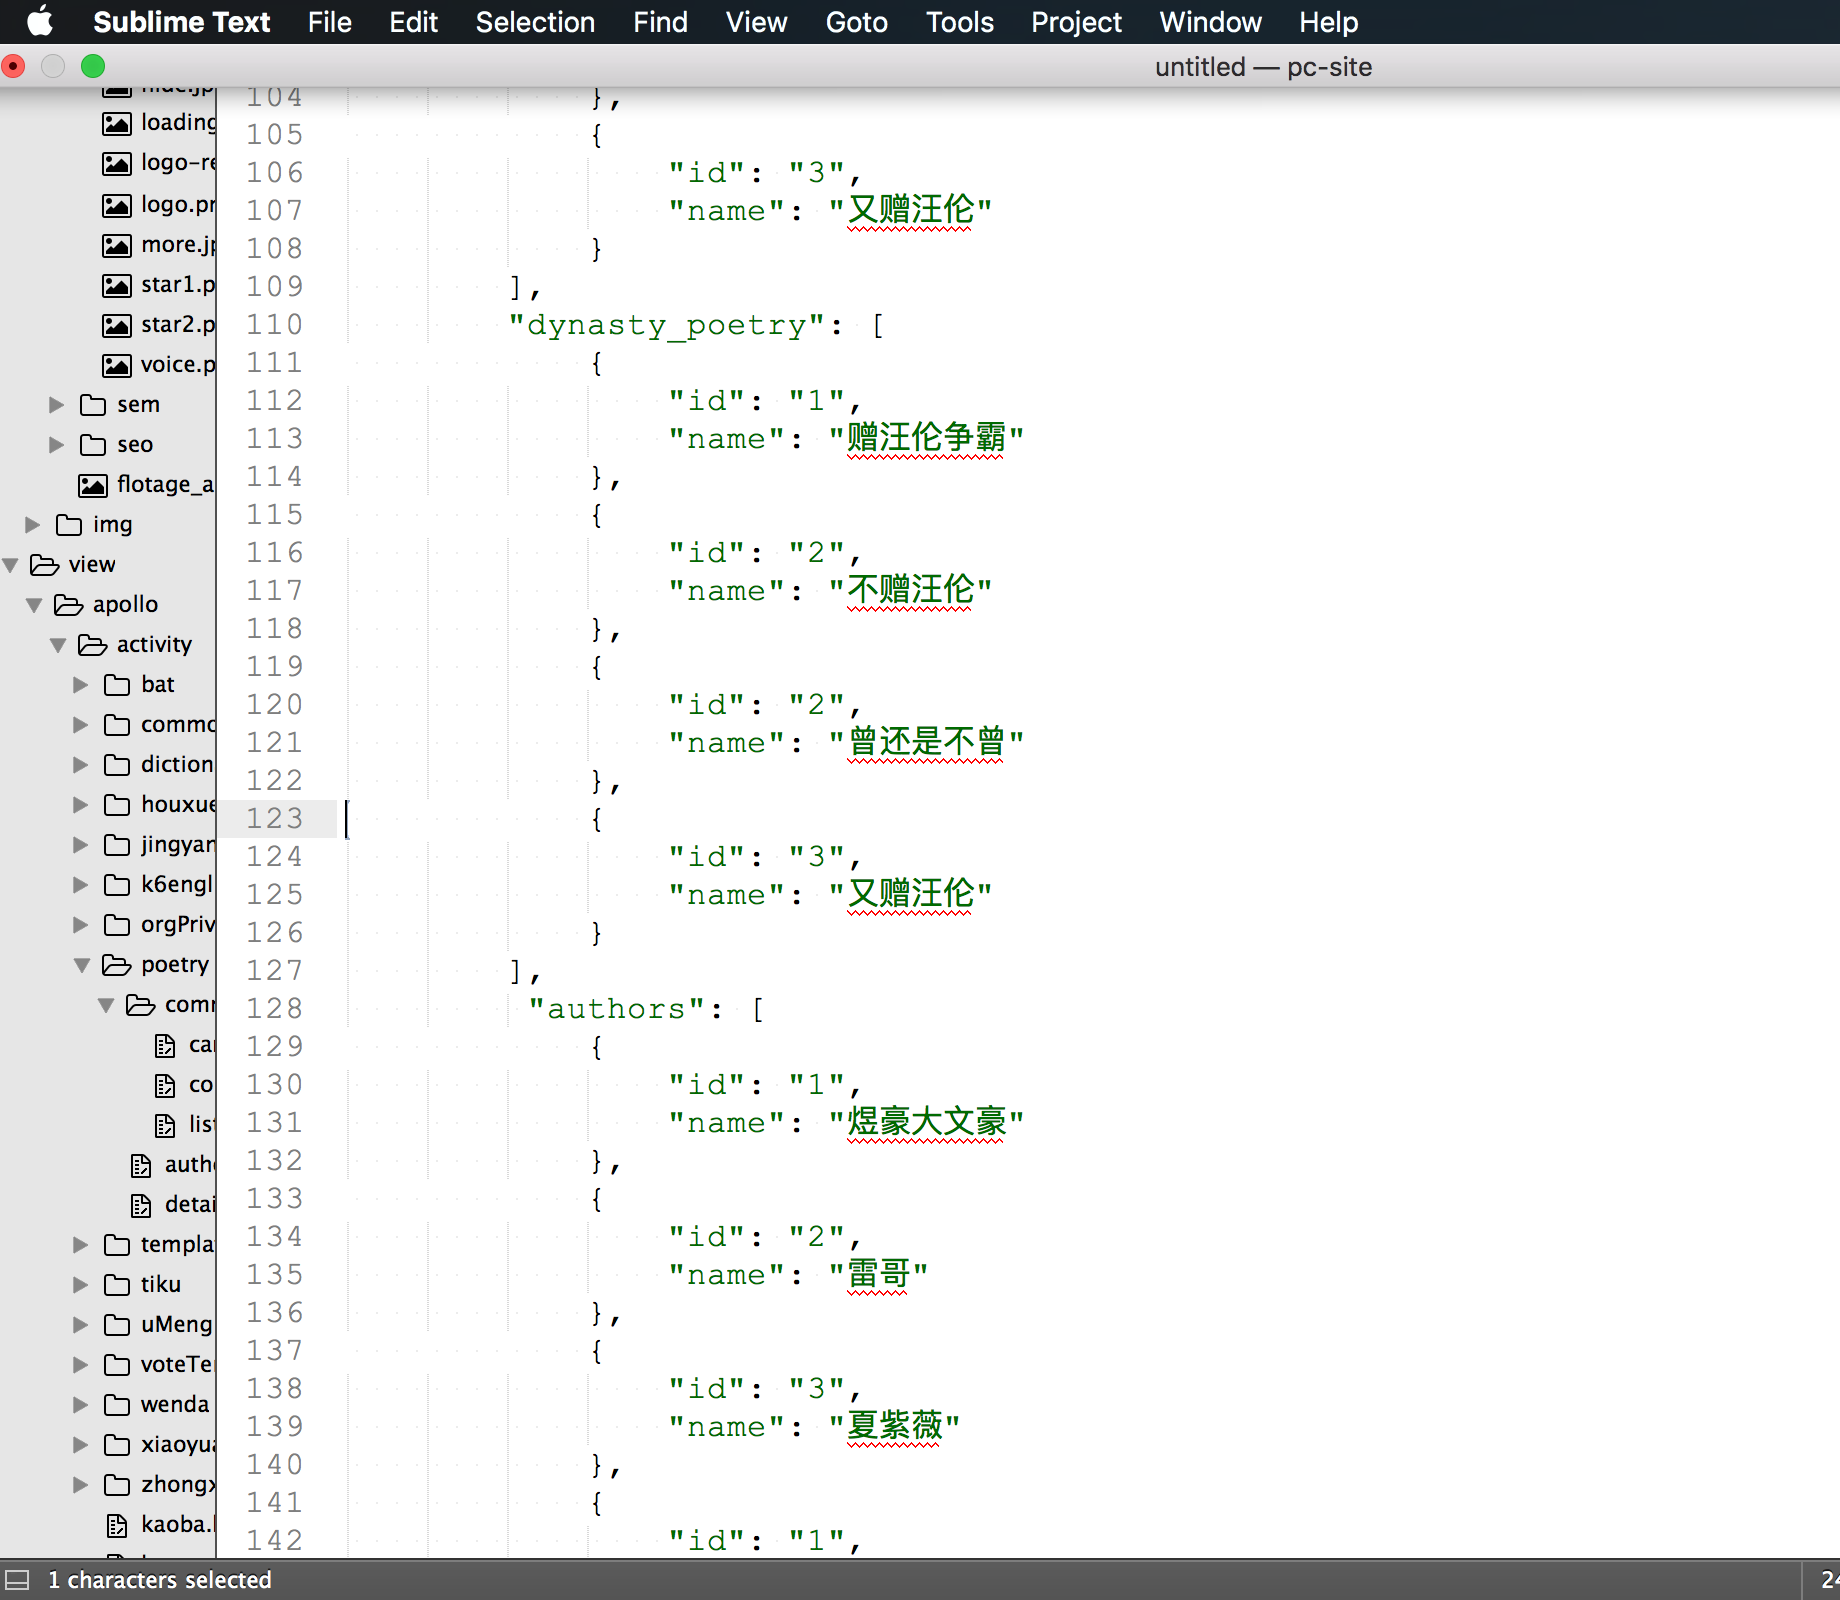 Sublime Text File Edit Selection Find View Goto Tools Project Window Help
untitled — pc-site
loading
logo-re
logo.pr
more.jp
star1.p
star2.p
voice.p
sem
seo
flotage_a
img
view
apollo
activity
bat
commo
diction
houxue
jingyan
k6engl
orgPriv
poetry
comr
car
co
list
autho
detai
templa
tiku
uMeng
voteTe
wenda
xiaoyua
zhongx
kaoba.
104 },
105 {
106 "id": "3",
107 "name": "又赠汪伦"
108 }
109 ],
110 "dynasty_poetry": [
111 {
112 "id": "1",
113 "name": "赠汪伦争霸"
114 },
115 {
116 "id": "2",
117 "name": "不赠汪伦"
118 },
119 {
120 "id": "2",
121 "name": "曾还是不曾"
122 },
123 {
124 "id": "3",
125 "name": "又赠汪伦"
126 }
127 ],
128 "authors": [
129 {
130 "id": "1",
131 "name": "煜豪大文豪"
132 },
133 {
134 "id": "2",
135 "name": "雷哥"
136 },
137 {
138 "id": "3",
139 "name": "夏紫薇"
140 },
141 {
142 "id": "1",
1 characters selected